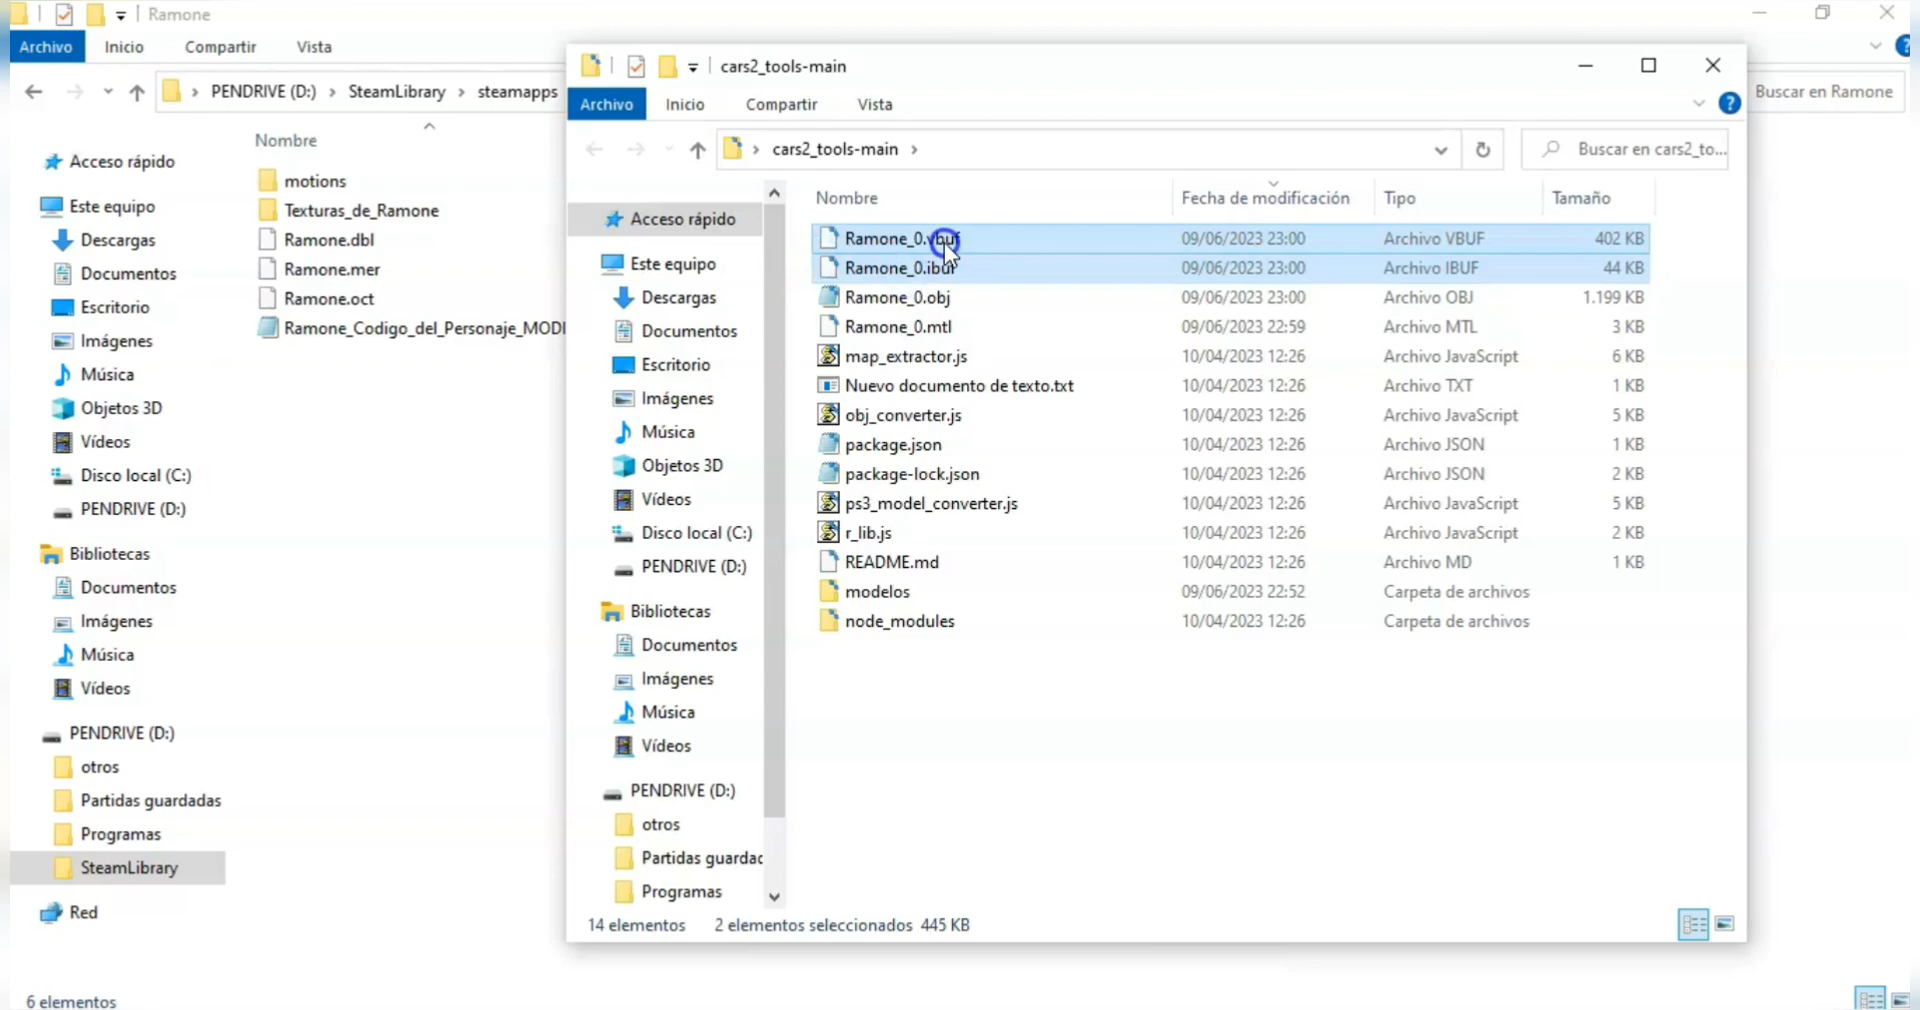 Ramone
Archivo Inicio Compartir Vista
PENDRIVE (D:) SteamLibrary steamapps
Buscar en Ramone
Nombre
Acceso rápido
Este equipo
Descargas
Documentos
Escritorio
Imágenes
Música
Objetos 3D
Vídeos
Disco local (C:)
PENDRIVE (D:)
Bibliotecas
Documentos
Imágenes
Música
Vídeos
PENDRIVE (D:)
otros
Partidas guardadas
Programas
SteamLibrary
Red
motions
Texturas_de_Ramone
Ramone.dbl
Ramone.mer
Ramone.oct
Ramone_Codigo_del_Personaje_MODI
6 elementos
cars2_tools-main
Archivo Inicio Compartir Vista
?
cars2_tools-main
Buscar en cars2_to...
Acceso rápido
Este equipo
Descargas
Documentos
Escritorio
Imágenes
Música
Objetos 3D
Vídeos
Disco local (C:)
PENDRIVE (D:)
Bibliotecas
Documentos
Imágenes
Música
Vídeos
PENDRIVE (D:)
otros
Partidas guardad
Programas
Nombre Fecha de modificación Tipo Tamaño
Ramone_0.vbuf 09/06/2023 23:00 Archivo VBUF 402 KB
Ramone_0.ibuf 09/06/2023 23:00 Archivo IBUF 44 KB
Ramone_0.obj 09/06/2023 23:00 Archivo OBJ 1.199 KB
Ramone_0.mtl 09/06/2023 22:59 Archivo MTL 3 KB
map_extractor.js 10/04/2023 12:26 Archivo JavaScript 6 KB
Nuevo documento de texto.txt 10/04/2023 12:26 Archivo TXT 1 KB
obj_converter.js 10/04/2023 12:26 Archivo JavaScript 5 KB
package.json 10/04/2023 12:26 Archivo JSON 1 KB
package-lock.json 10/04/2023 12:26 Archivo JSON 2 KB
ps3_model_converter.js 10/04/2023 12:26 Archivo JavaScript 5 KB
r_lib.js 10/04/2023 12:26 Archivo JavaScript 2 KB
README.md 10/04/2023 12:26 Archivo MD 1 KB
modelos 09/06/2023 22:52 Carpeta de archivos
node_modules 10/04/2023 12:26 Carpeta de archivos
14 elementos 2 elementos seleccionados 445 KB